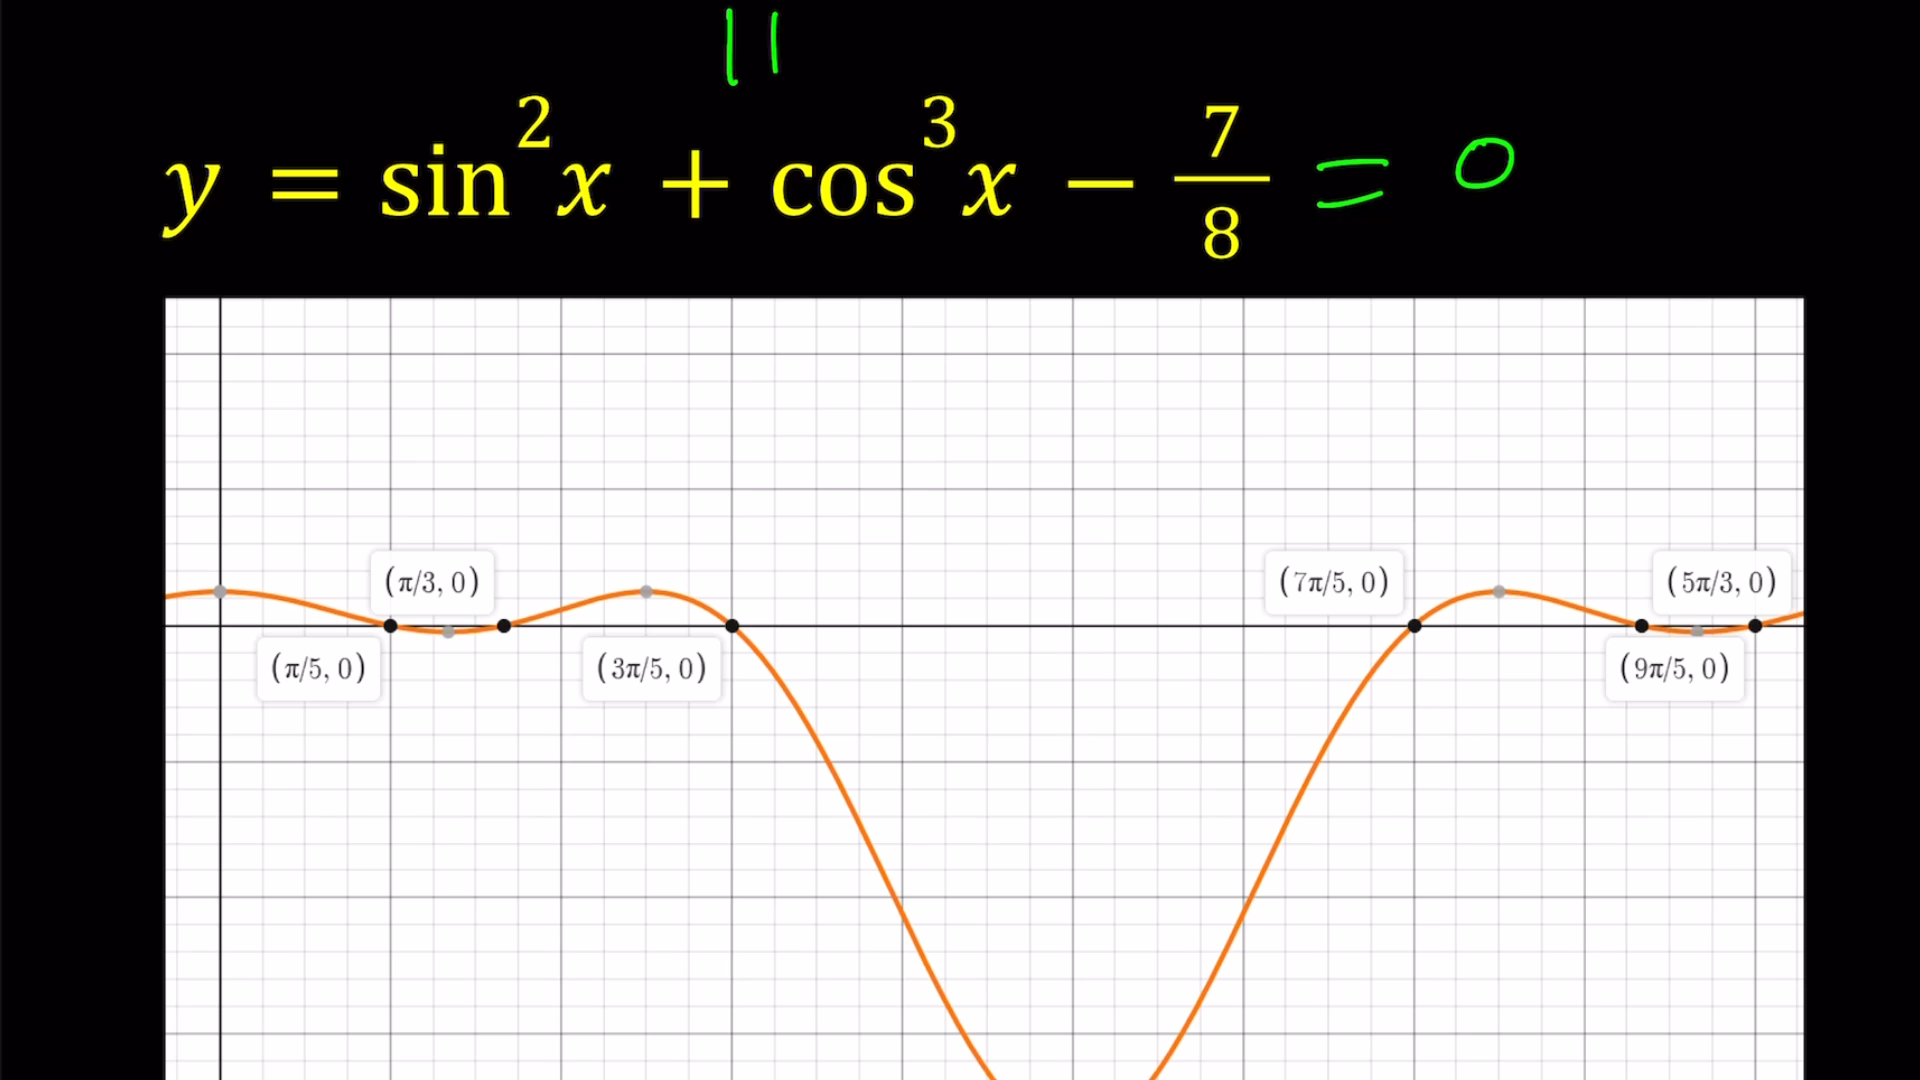 ||
y = sin²x + cos³x − 7/8 = 0
(π/3, 0)
(7π/5, 0)
(5π/3, 0)
(π/5, 0)
(3π/5, 0)
(9π/5, 0)